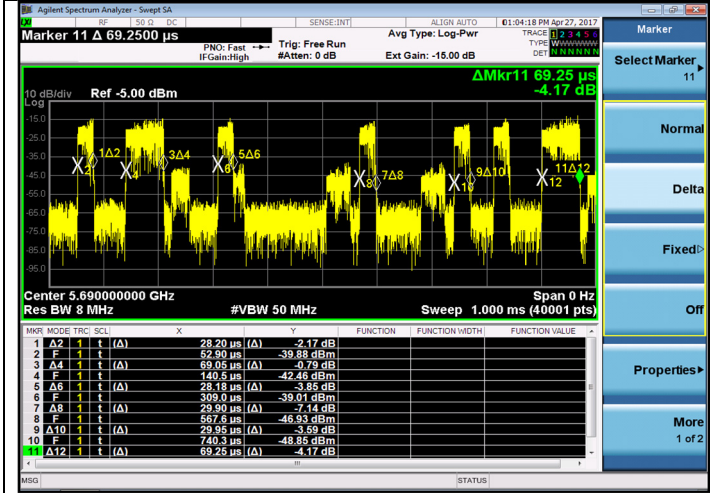 Agilent Spectrum Analyzer - Swept SA
LXI RF 50 Ω DC SENSE:INT ALIGN AUTO 01:04:18 PM Apr 27, 2017
Marker 11 Δ 69.2500 µs
PNO: Fast
IFGain:High
Trig: Free Run
#Atten: 0 dB
Avg Type: Log-Pwr
Ext Gain: -15.00 dB
TRACE 1 2 3 4 5 6
TYPE WWWWWW
DET N N N N N N
ΔMkr11 69.25 µs
-4.17 dB
10 dB/div Ref -5.00 dBm
Log
-15.0
-25.0
-35.0
-45.0
-55.0
-65.0
-75.0
-85.0
-95.0
2 1Δ2 4 3Δ4 6 5Δ6 8 7Δ8 10 9Δ10 12 11Δ12
Center 5.690000000 GHz Span 0 Hz
Res BW 8 MHz #VBW 50 MHz Sweep 1.000 ms (40001 pts)
MKR MODE TRC SCL X Y FUNCTION FUNCTION WIDTH FUNCTION VALUE
1 Δ2 1 t (Δ) 28.20 µs (Δ) -2.17 dB
2 F 1 t 52.90 µs -39.88 dBm
3 Δ4 1 t (Δ) 69.05 µs (Δ) -0.79 dB
4 F 1 t 140.5 µs -42.46 dBm
5 Δ6 1 t (Δ) 28.18 µs (Δ) -3.85 dB
6 F 1 t 309.0 µs -39.01 dBm
7 Δ8 1 t (Δ) 29.90 µs (Δ) -7.14 dB
8 F 1 t 567.6 µs -46.93 dBm
9 Δ10 1 t (Δ) 29.95 µs (Δ) -3.59 dB
10 F 1 t 740.3 µs -48.85 dBm
11 Δ12 1 t (Δ) 69.25 µs (Δ) -4.17 dB
MSG STATUS
Marker
Select Marker
11
Normal
Delta
Fixed
Off
Properties
More
1 of 2